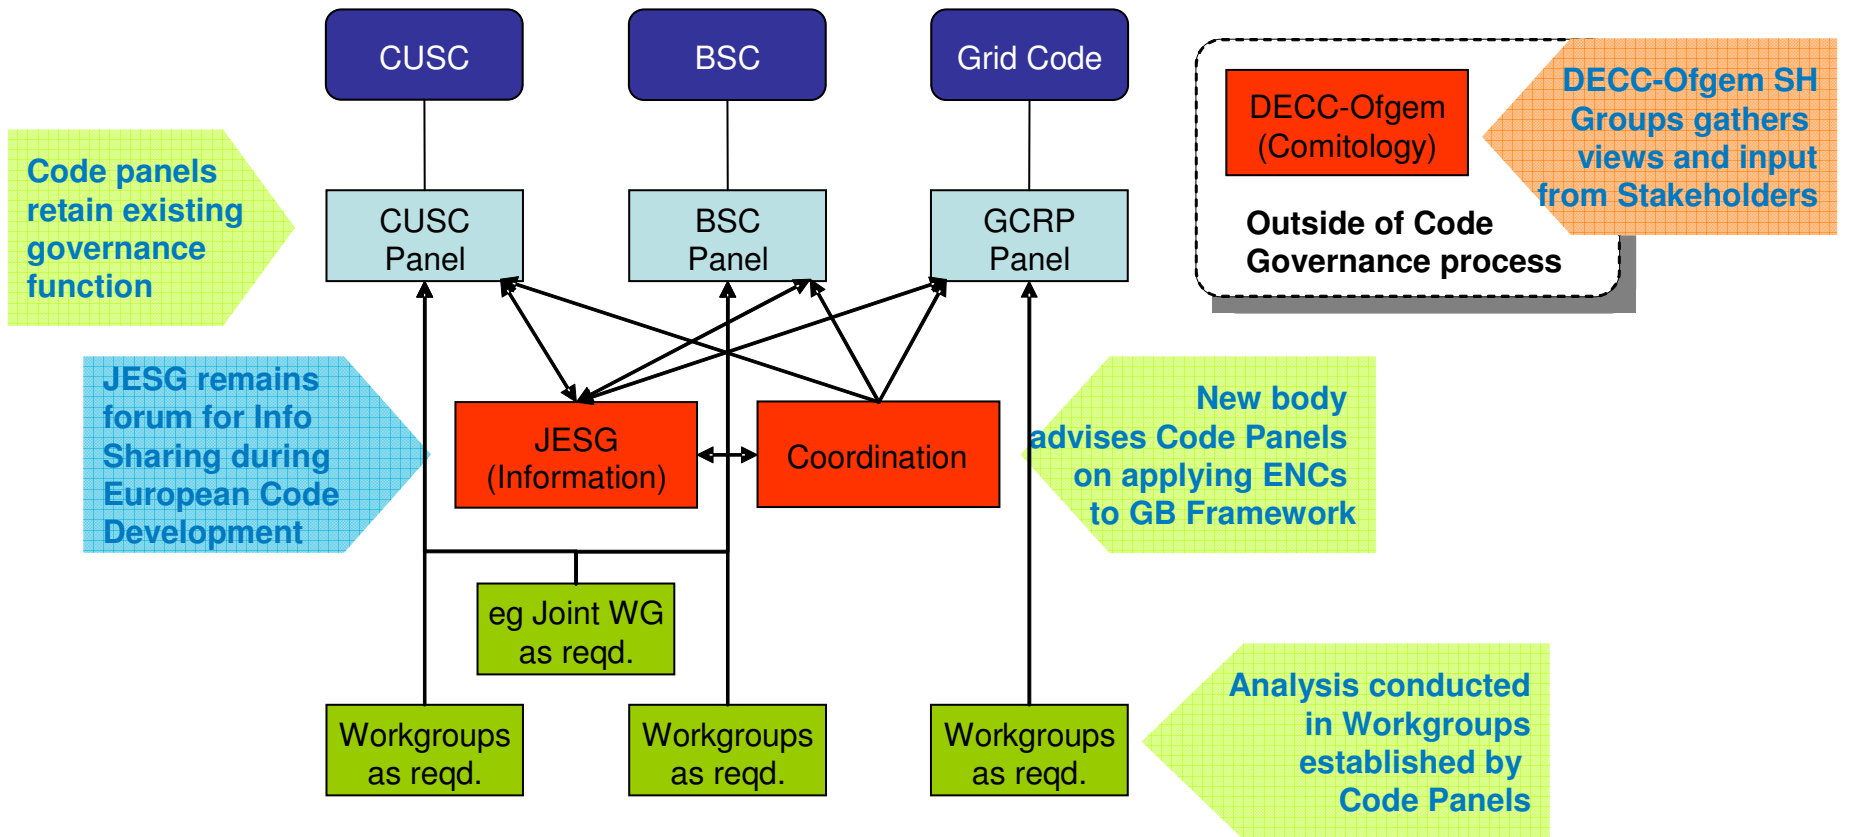 CUSC
BSC
Grid Code
DECC-Ofgem
(Comitology)
Outside of Code
Governance process
DECC-Ofgem SH
Groups gathers
views and input
from Stakeholders
Code panels
retain existing
governance
function
CUSC
Panel
BSC
Panel
GCRP
Panel
JESG remains
forum for Info
Sharing during
European Code
Development
JESG
(Information)
Coordination
New body
advises Code Panels
on applying ENCs
to GB Framework
eg Joint WG
as reqd.
Workgroups
as reqd.
Workgroups
as reqd.
Workgroups
as reqd.
Analysis conducted
in Workgroups
established by
Code Panels